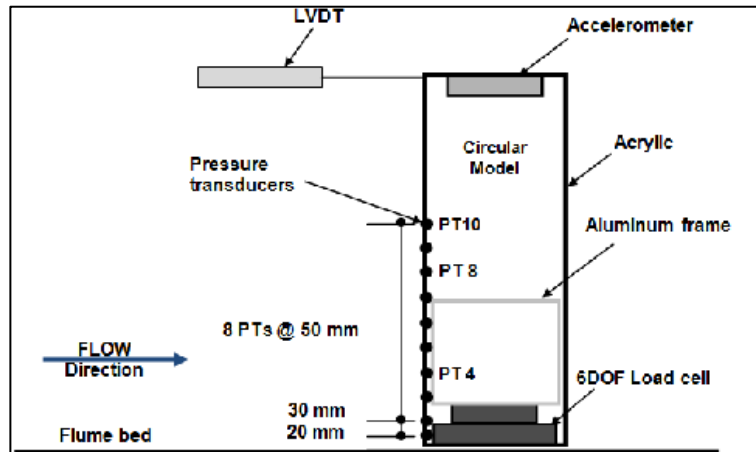 LVDT
Accelerometer
Circular
Model
Acrylic
Pressure
transducers
PT10
Aluminum frame
PT 8
8 PTs @ 50 mm
FLOW
Direction
PT 4
6DOF Load cell
30 mm
20 mm
Flume bed